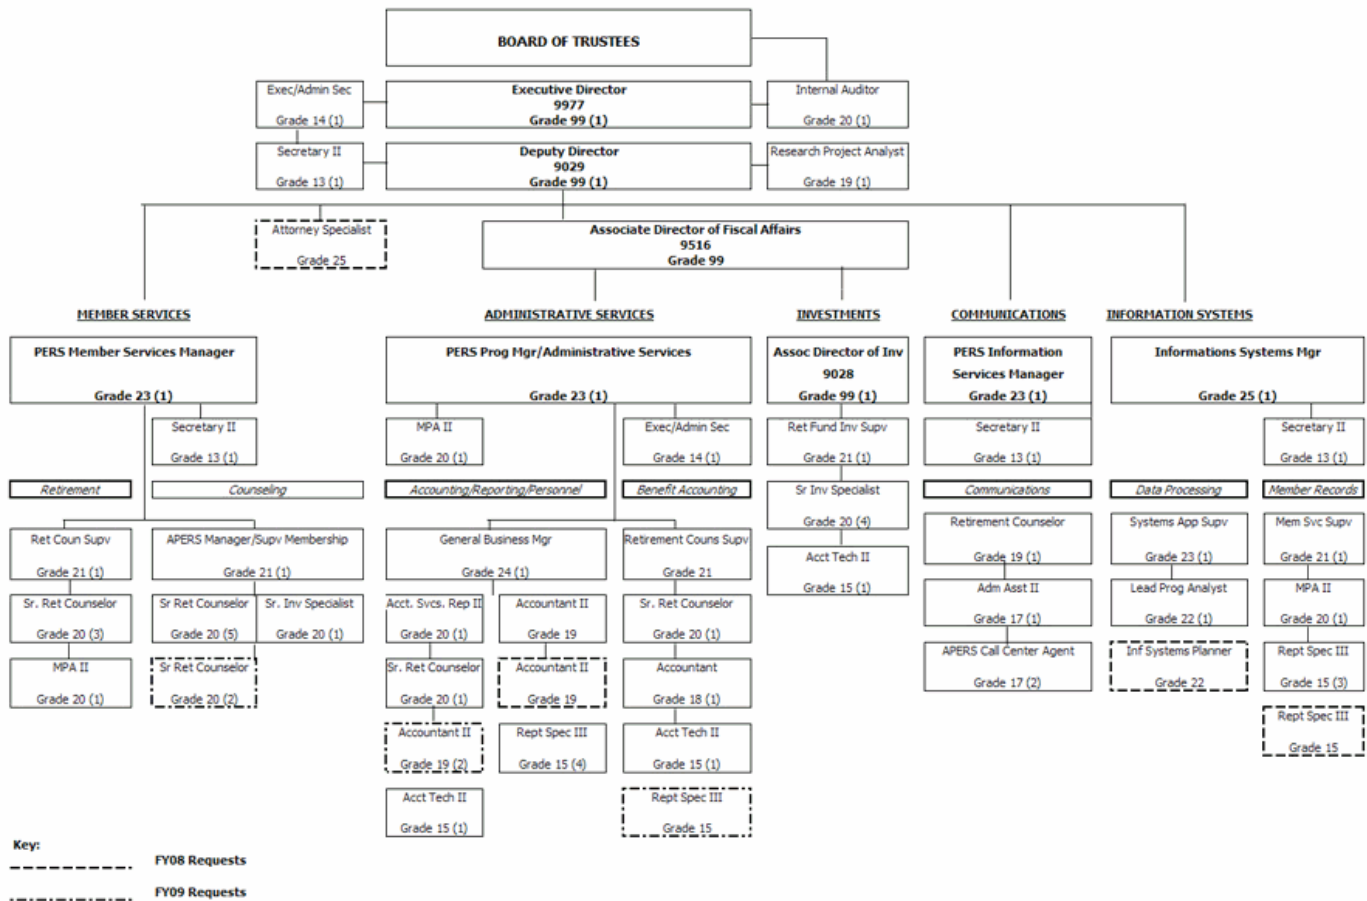 BOARD OF TRUSTEES
Exec/Admin Sec
Grade 14 (1)
Executive Director
9977
Grade 99 (1)
Internal Auditor
Grade 20 (1)
Secretary II
Grade 13 (1)
Deputy Director
9029
Grade 99 (1)
Research Project Analyst
Grade 19 (1)
Attorney Specialist
Grade 25
Associate Director of Fiscal Affairs
9516
Grade 99
MEMBER SERVICES
ADMINISTRATIVE SERVICES
INVESTMENTS
COMMUNICATIONS
INFORMATION SYSTEMS
PERS Member Services Manager
Grade 23 (1)
PERS Prog Mgr/Administrative Services
Grade 23 (1)
Assoc Director of Inv
9028
Grade 99 (1)
PERS Information
Services Manager
Grade 23 (1)
Informations Systems Mgr
Grade 25 (1)
Secretary II
Grade 13 (1)
MPA II
Grade 20 (1)
Exec/Admin Sec
Grade 14 (1)
Ret Fund Inv Supv
Grade 21 (1)
Secretary II
Grade 13 (1)
Secretary II
Grade 13 (1)
Retirement
Counseling
Accounting/Reporting/Personnel
Benefit Accounting
Sr Inv Specialist
Grade 20 (4)
Communications
Data Processing
Member Records
Ret Coun Supv
Grade 21 (1)
APERS Manager/Supv Membership
Grade 21 (1)
General Business Mgr
Grade 24 (1)
Retirement Couns Supv
Grade 21
Acct Tech II
Grade 15 (1)
Retirement Counselor
Grade 19 (1)
Systems App Supv
Grade 23 (1)
Mem Svc Supv
Grade 21 (1)
Sr. Ret Counselor
Grade 20 (3)
Sr Ret Counselor
Grade 20 (5)
Sr. Inv Specialist
Grade 20 (1)
Acct. Svcs. Rep II
Grade 20 (1)
Accountant II
Grade 19
Sr. Ret Counselor
Grade 20 (1)
Adm Asst II
Grade 17 (1)
Lead Prog Analyst
Grade 22 (1)
MPA II
Grade 20 (1)
MPA II
Grade 20 (1)
Sr Ret Counselor
Grade 20 (2)
Sr. Ret Counselor
Grade 20 (1)
Accountant II
Grade 19
Accountant
Grade 18 (1)
APERS Call Center Agent
Grade 17 (2)
Inf Systems Planner
Grade 22
Rept Spec III
Grade 15 (3)
Accountant II
Grade 19 (2)
Rept Spec III
Grade 15 (4)
Acct Tech II
Grade 15 (1)
Rept Spec III
Grade 15
Acct Tech II
Grade 15 (1)
Rept Spec III
Grade 15
Key:
FY08 Requests
FY09 Requests